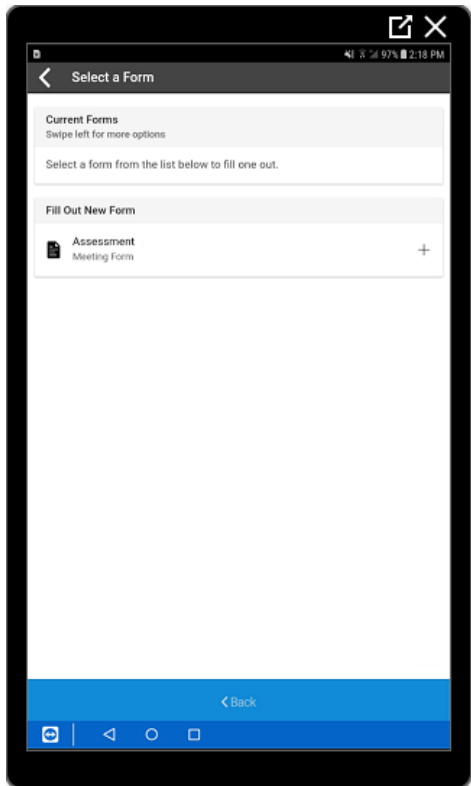 97% 2:18 PM
Select a Form
Current Forms
Swipe left for more options
Select a form from the list below to fill one out.
Fill Out New Form
Assessment
Meeting Form
Back